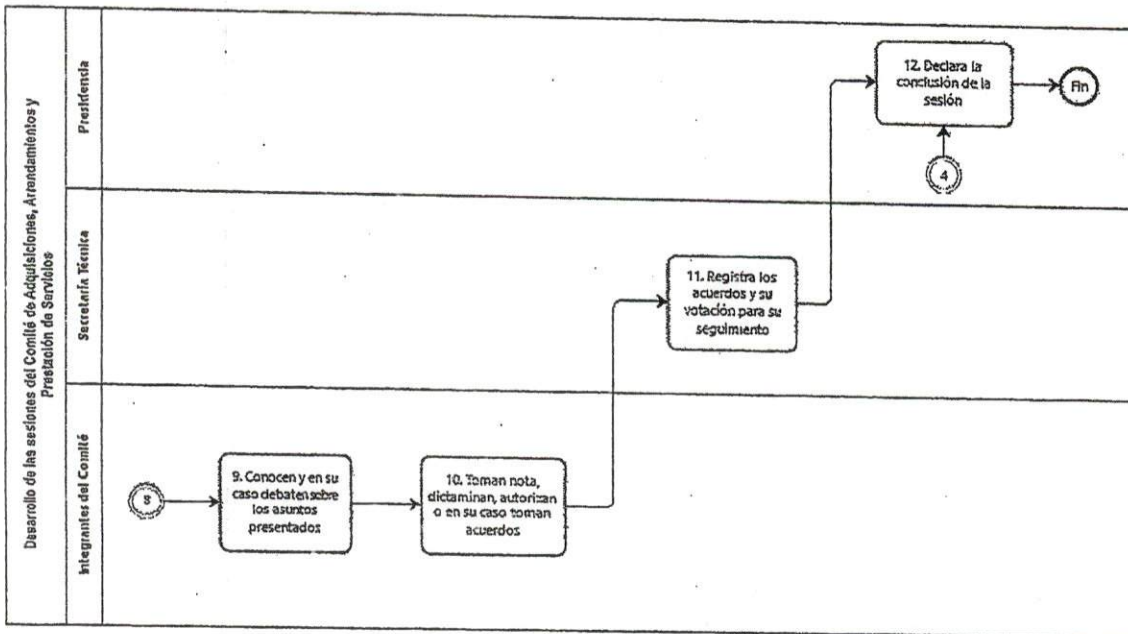 Desarrollo de las sesiones del Comité de Adquisiciones, Arrendamientos y
Prestación de Servicios
Presidencia
12. Declara la
conclusión de la
sesión
Fin
4
Secretaría Técnica
11. Registra los
acuerdos y su
votación para su
seguimiento
Integrantes del Comité
8
9. Conocen y en su
caso debaten sobre
los asuntos
presentados
10. Toman nota,
dictaminan, autorizan
o en su caso toman
acuerdos